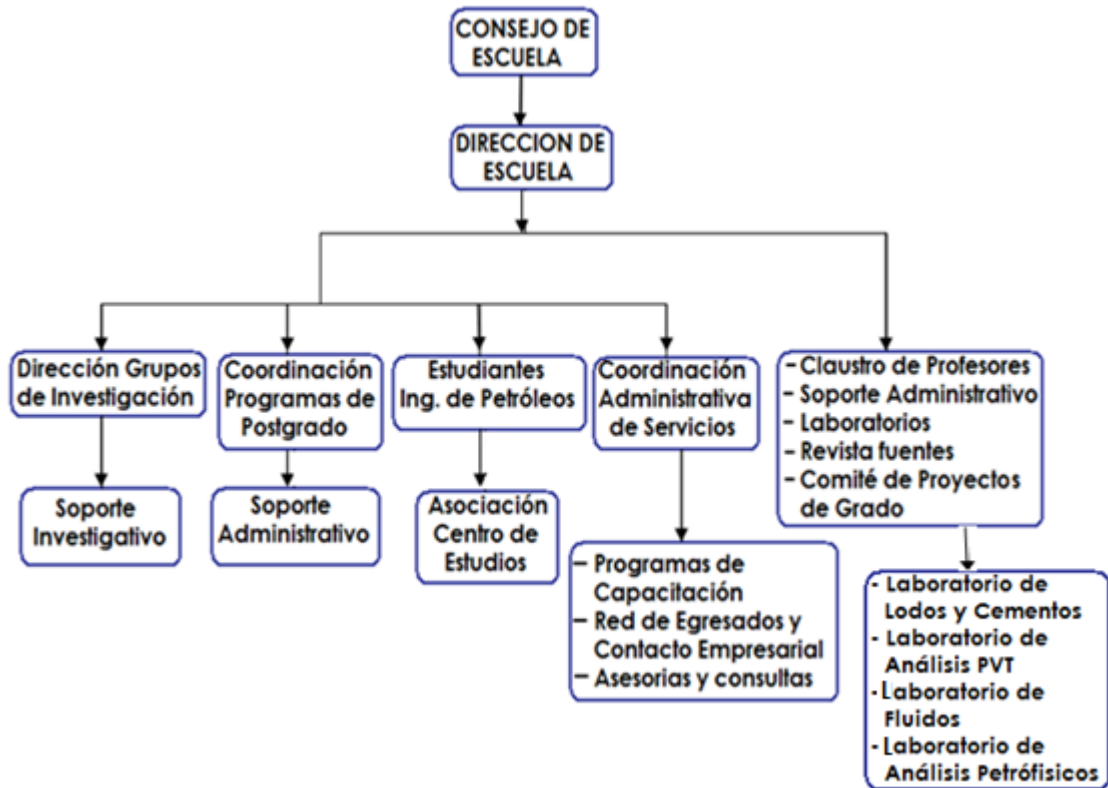 CONSEJO DE
ESCUELA
DIRECCION DE
ESCUELA
Dirección Grupos
de Investigación
Coordinación
Programas de
Postgrado
Estudiantes
Ing. de Petróleos
Coordinación
Administrativa
de Servicios
- Claustro de Profesores
- Soporte Administrativo
- Laboratorios
- Revista fuentes
- Comité de Proyectos
de Grado
Soporte
Investigativo
Soporte
Administrativo
Asociación
Centro de
Estudios
- Programas de
Capacitación
- Red de Egresados y
Contacto Empresarial
- Asesorias y consultas
- Laboratorio de
Lodos y Cementos
- Laboratorio de
Análisis PVT
- Laboratorio de
Fluidos
- Laboratorio de
Análisis Petrófisicos